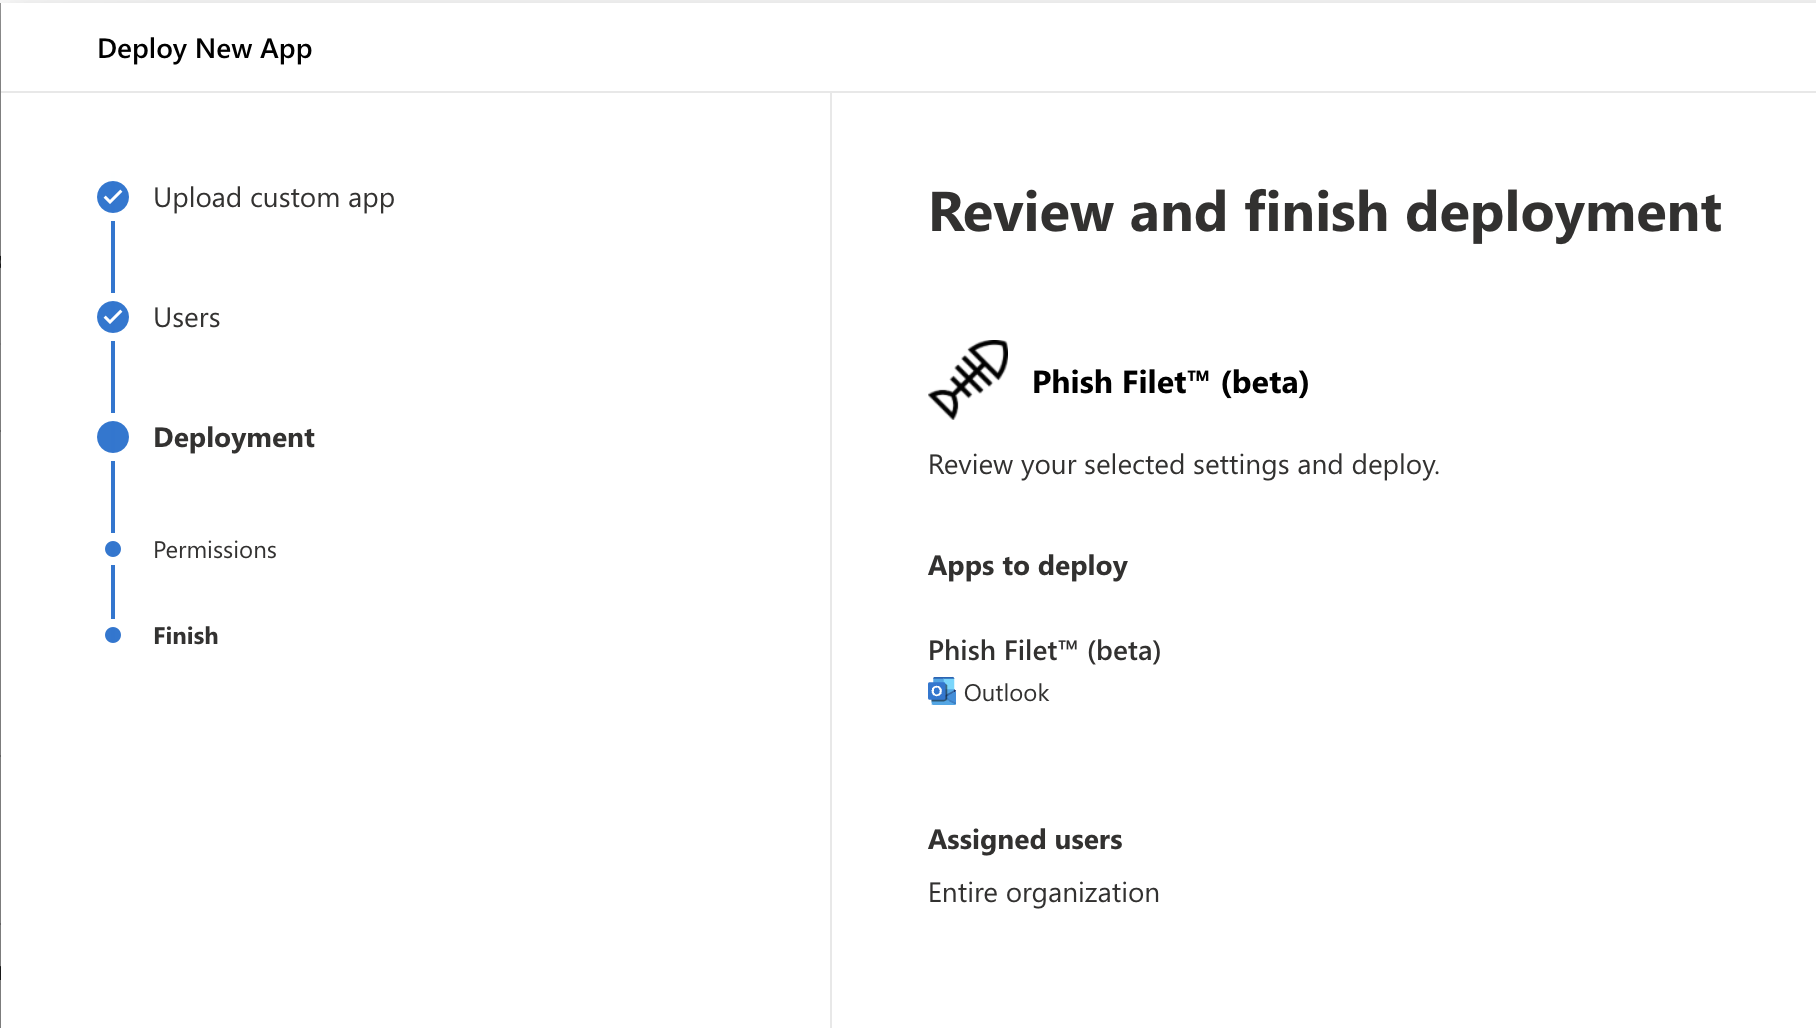 Deploy New App
Upload custom app
Users
Deployment
Permissions
Finish
Review and finish deployment
Phish Filet™ (beta)
Review your selected settings and deploy.
Apps to deploy
Phish Filet™ (beta)
Outlook
Assigned users
Entire organization